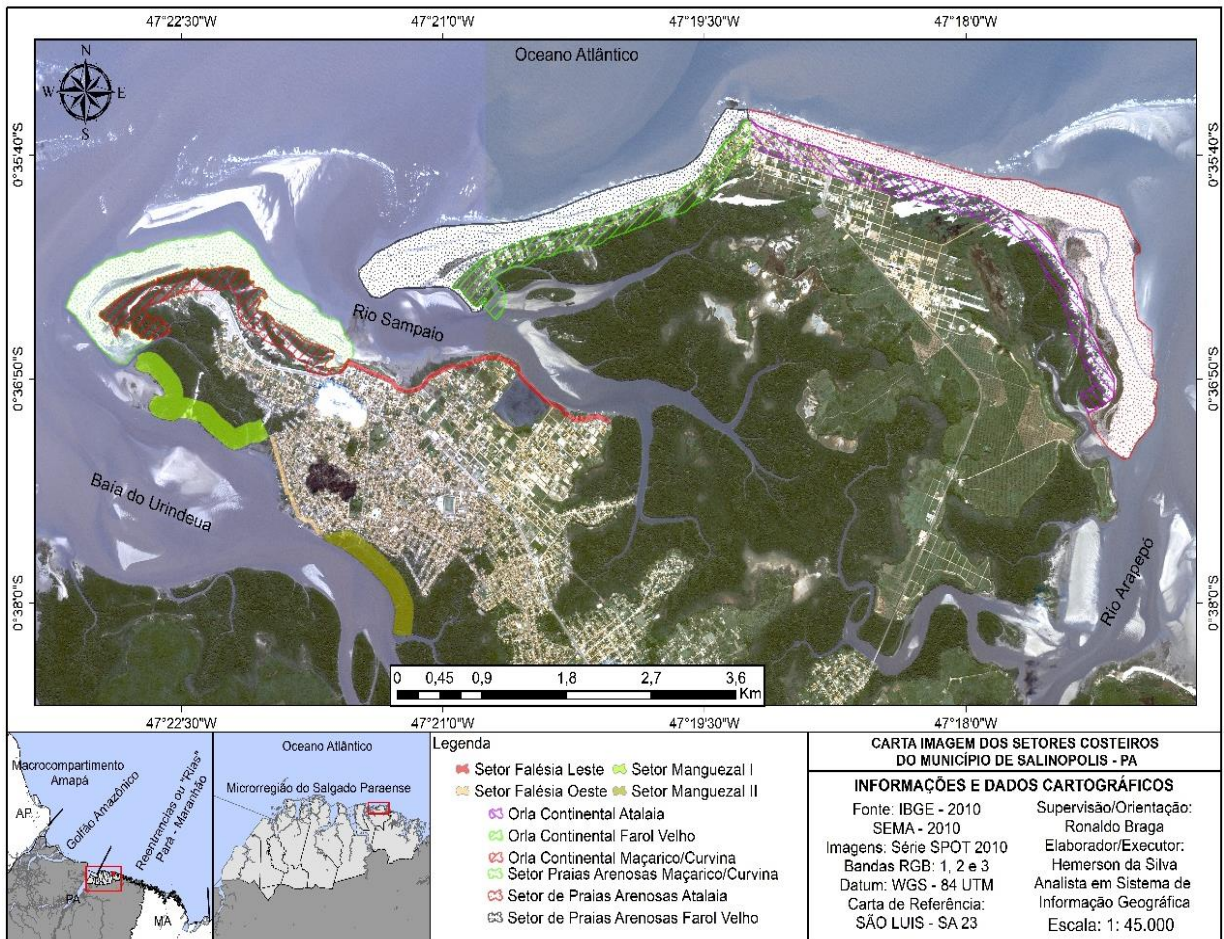 47°22'30"W 47°21'0"W 47°19'30"W 47°18'0"W
Oceano Atlântico
N
W E
S
0°35'40"S 0°35'40"S
Rio Sampaio
0°36'50"S 0°36'50"S
Baia do Urindeua
Rio Arapepó
0°38'0"S 0°38'0"S
0 0,45 0,9 1,8 2,7 3,6
Km
47°22'30"W 47°21'0"W 47°19'30"W 47°18'0"W
Macrocompartimento
Amapá
Golfão Amazônico
Reentrancias ou "Rias"
Pará - Maranhão
AP
PA
MA
Oceano Atlântico
Microrregião do Salgado Paraense
Legenda
Setor Falésia Leste Setor Manguezal I
Setor Falésia Oeste Setor Manguezal II
Orla Continental Atalaia
Orla Continental Farol Velho
Orla Continental Maçarico/Curvina
Setor Praias Arenosas Maçarico/Curvina
Setor de Praias Arenosas Atalaia
Setor de Praias Arenosas Farol Velho
CARTA IMAGEM DOS SETORES COSTEIROS
DO MUNICÍPIO DE SALINOPOLIS - PA
INFORMAÇÕES E DADOS CARTOGRÁFICOS
Fonte: IBGE - 2010
SEMA - 2010
Imagens: Série SPOT 2010
Bandas RGB: 1, 2 e 3
Datum: WGS - 84 UTM
Carta de Referência:
SÃO LUIS - SA 23
Supervisão/Orientação:
Ronaldo Braga
Elaborador/Executor:
Hemerson da Silva
Analista em Sistema de
Informação Geográfica
Escala: 1: 45.000